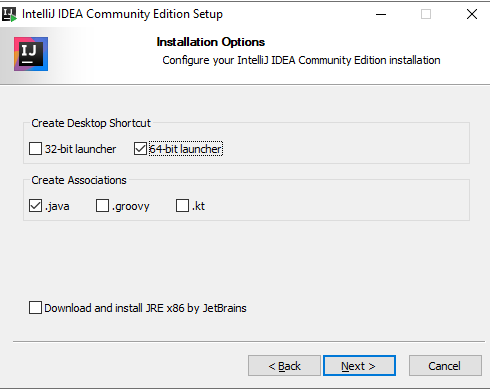 IntelliJ IDEA Community Edition Setup
IJ
Installation Options
Configure your IntelliJ IDEA Community Edition installation
Create Desktop Shortcut
32-bit launcher 64-bit launcher
Create Associations
.java .groovy .kt
Download and install JRE x86 by JetBrains
< Back Next > Cancel